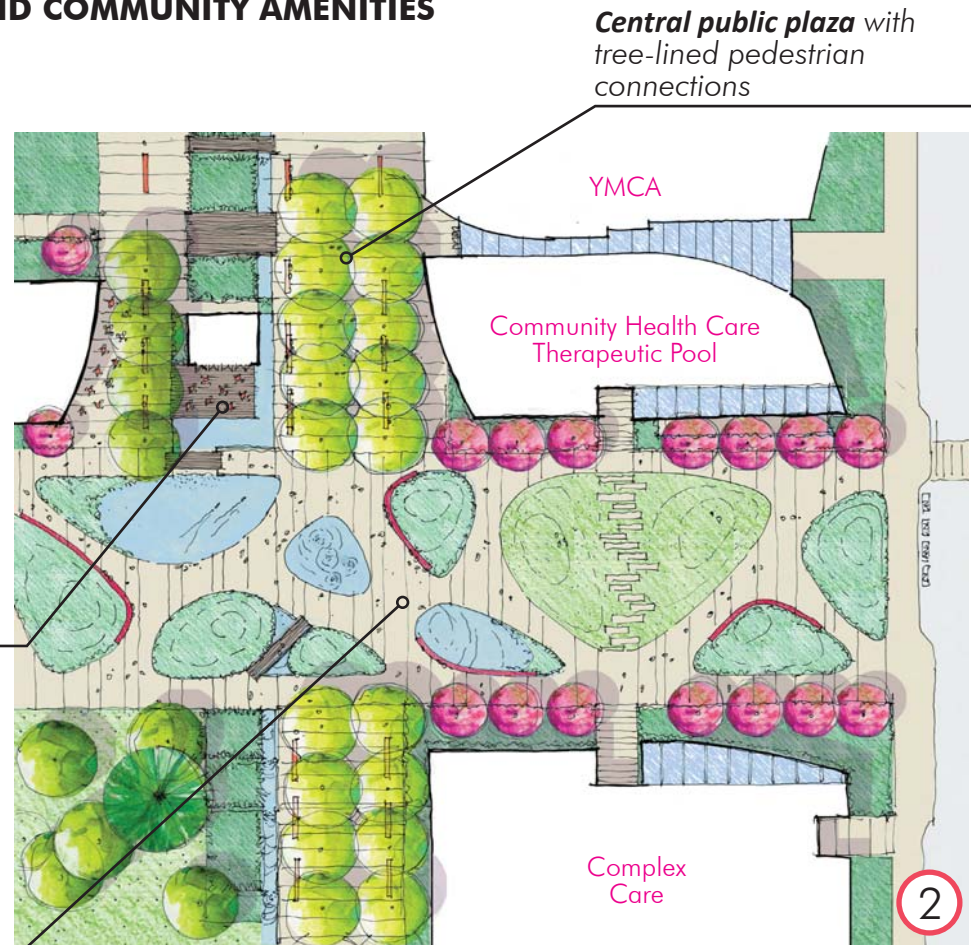 ND COMMUNITY AMENITIES
Central public plaza with
tree-lined pedestrian
connections
YMCA
Community Health Care
Therapeutic Pool
Complex
Care
2